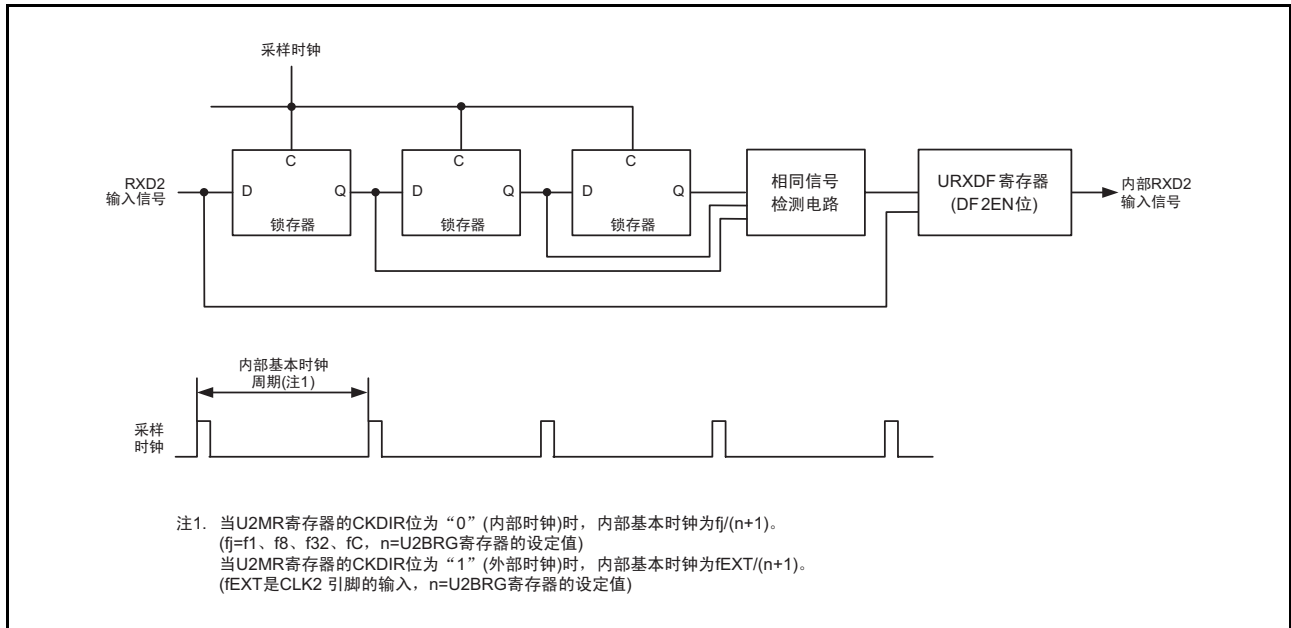 采样时钟
C
C
C
RXD2
输入信号
D
Q
锁存器
D
Q
锁存器
D
Q
锁存器
相同信号
检测电路
URXDF 寄存器
(DF2EN位)
内部RXD2
输入信号
内部基本时钟
周期(注1)
采样
时钟
注1. 当U2MR寄存器的CKDIR位为“0”(内部时钟)时，内部基本时钟为fj/(n+1)。
(fj=f1、f8、f32、fC，n=U2BRG寄存器的设定值)
当U2MR寄存器的CKDIR位为“1”(外部时钟)时，内部基本时钟为fEXT/(n+1)。
(fEXT是CLK2 引脚的输入，n=U2BRG寄存器的设定值)